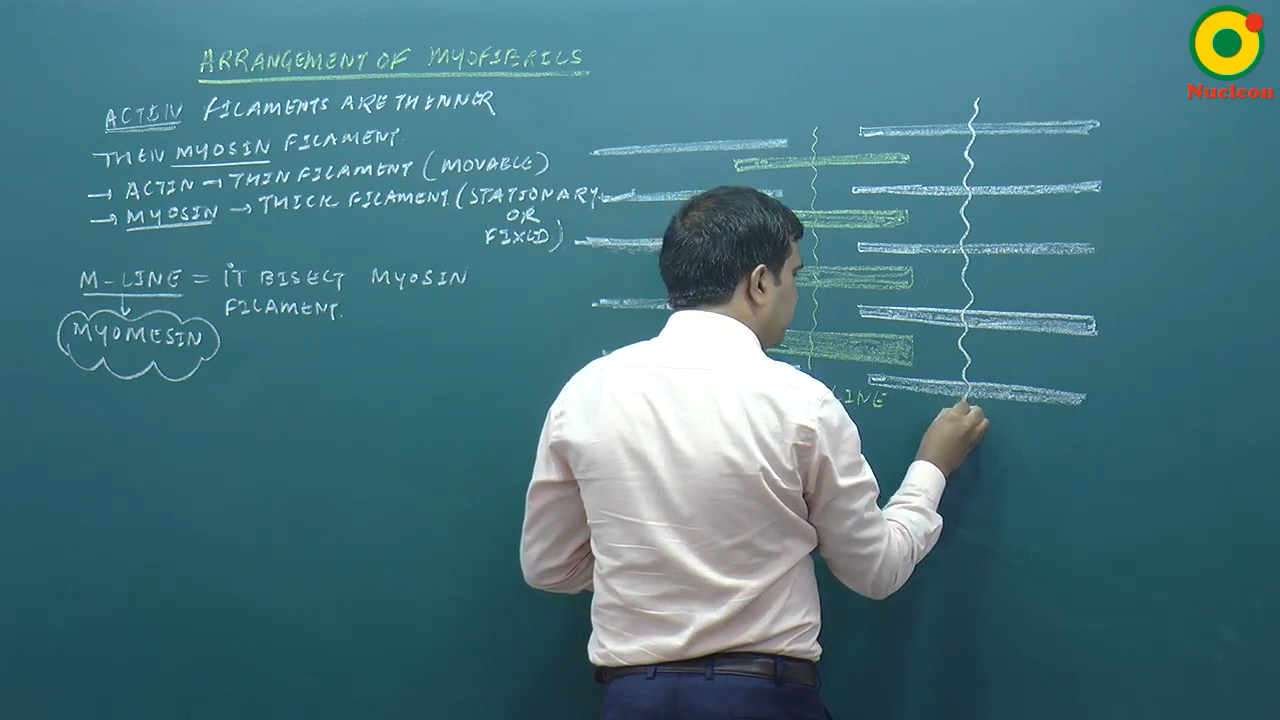 ARRANGEMENT OF MYOFIBRILS
ACTIN FILAMENTS ARE THINNER
THEN MYOSIN FILAMENT.
→ ACTIN → THIN FILAMENT (MOVABLE)
→ MYOSIN → THICK FILAMENT (STATIONARY
OR
FIXED)
M-LINE = IT BISECT MYOSIN
FILAMENT.
MYOMESIN
LINE
Nucleon